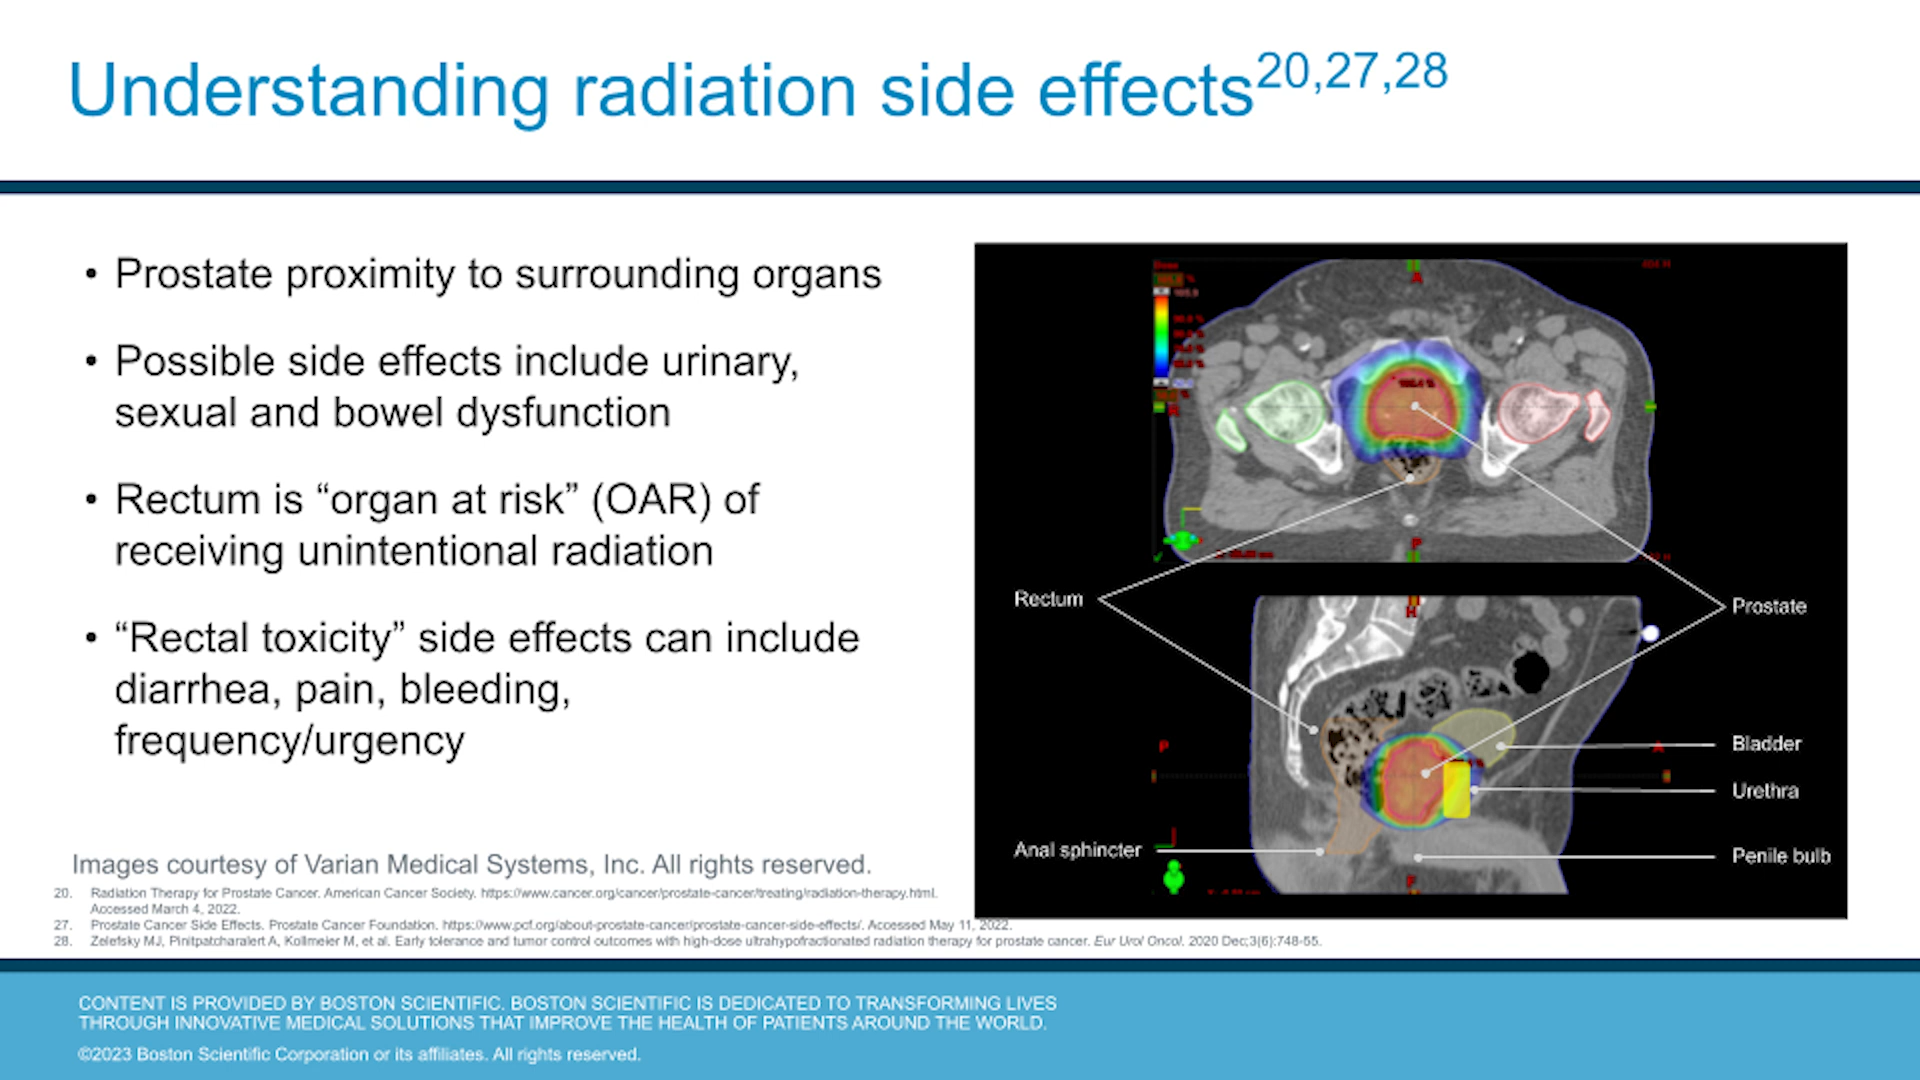 Understanding radiation side effects20,27,28
• Prostate proximity to surrounding organs
• Possible side effects include urinary,
sexual and bowel dysfunction
• Rectum is “organ at risk” (OAR) of
receiving unintentional radiation
• “Rectal toxicity” side effects can include
diarrhea, pain, bleeding,
frequency/urgency
A
P
Rectum
Prostate
H
P
A
Bladder
Urethra
Anal sphincter
Penile bulb
F
Images courtesy of Varian Medical Systems, Inc. All rights reserved.
20. Radiation Therapy for Prostate Cancer. American Cancer Society. https://www.cancer.org/cancer/prostate-cancer/treating/radiation-therapy.html.
Accessed March 4, 2022.
27. Prostate Cancer Side Effects. Prostate Cancer Foundation. https://www.pcf.org/about-prostate-cancer/prostate-cancer-side-effects/. Accessed May 11, 2022.
28. Zelefsky MJ, Pinitpatcharalert A, Kollmeier M, et al. Early tolerance and tumor control outcomes with high-dose ultrahypofractionated radiation therapy for prostate cancer. Eur Urol Oncol. 2020 Dec;3(6):748-55.
CONTENT IS PROVIDED BY BOSTON SCIENTIFIC. BOSTON SCIENTIFIC IS DEDICATED TO TRANSFORMING LIVES
THROUGH INNOVATIVE MEDICAL SOLUTIONS THAT IMPROVE THE HEALTH OF PATIENTS AROUND THE WORLD.
©2023 Boston Scientific Corporation or its affiliates. All rights reserved.